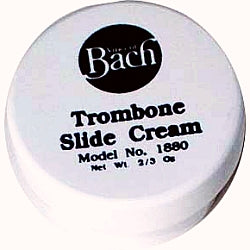 Vincent
Bach
Trombone
Slide Cream
Model No. 1880
Net Wt. 2/3 Oz